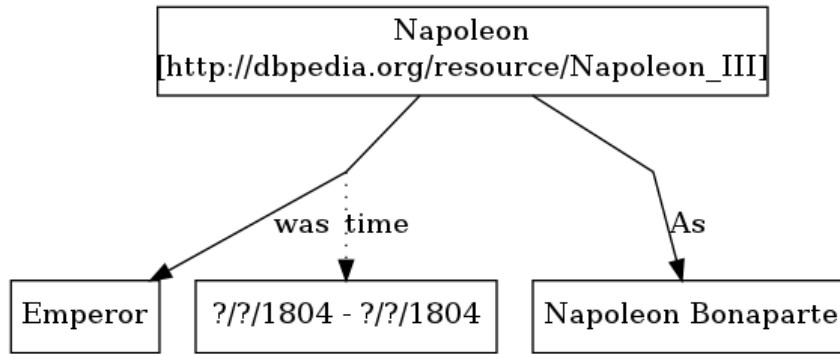 Napoleon
[http://dbpedia.org/resource/Napoleon_III]
was time As
Emperor
?/?/1804 - ?/?/1804
Napoleon Bonaparte